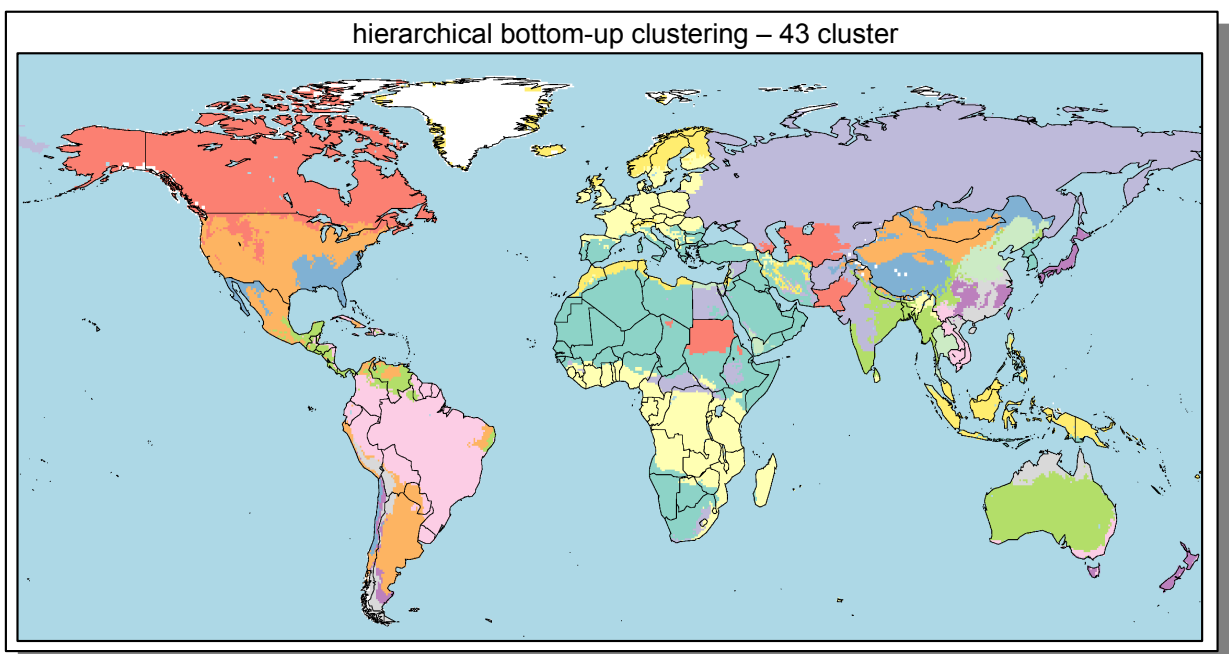 hierarchical bottom-up clustering – 43 cluster